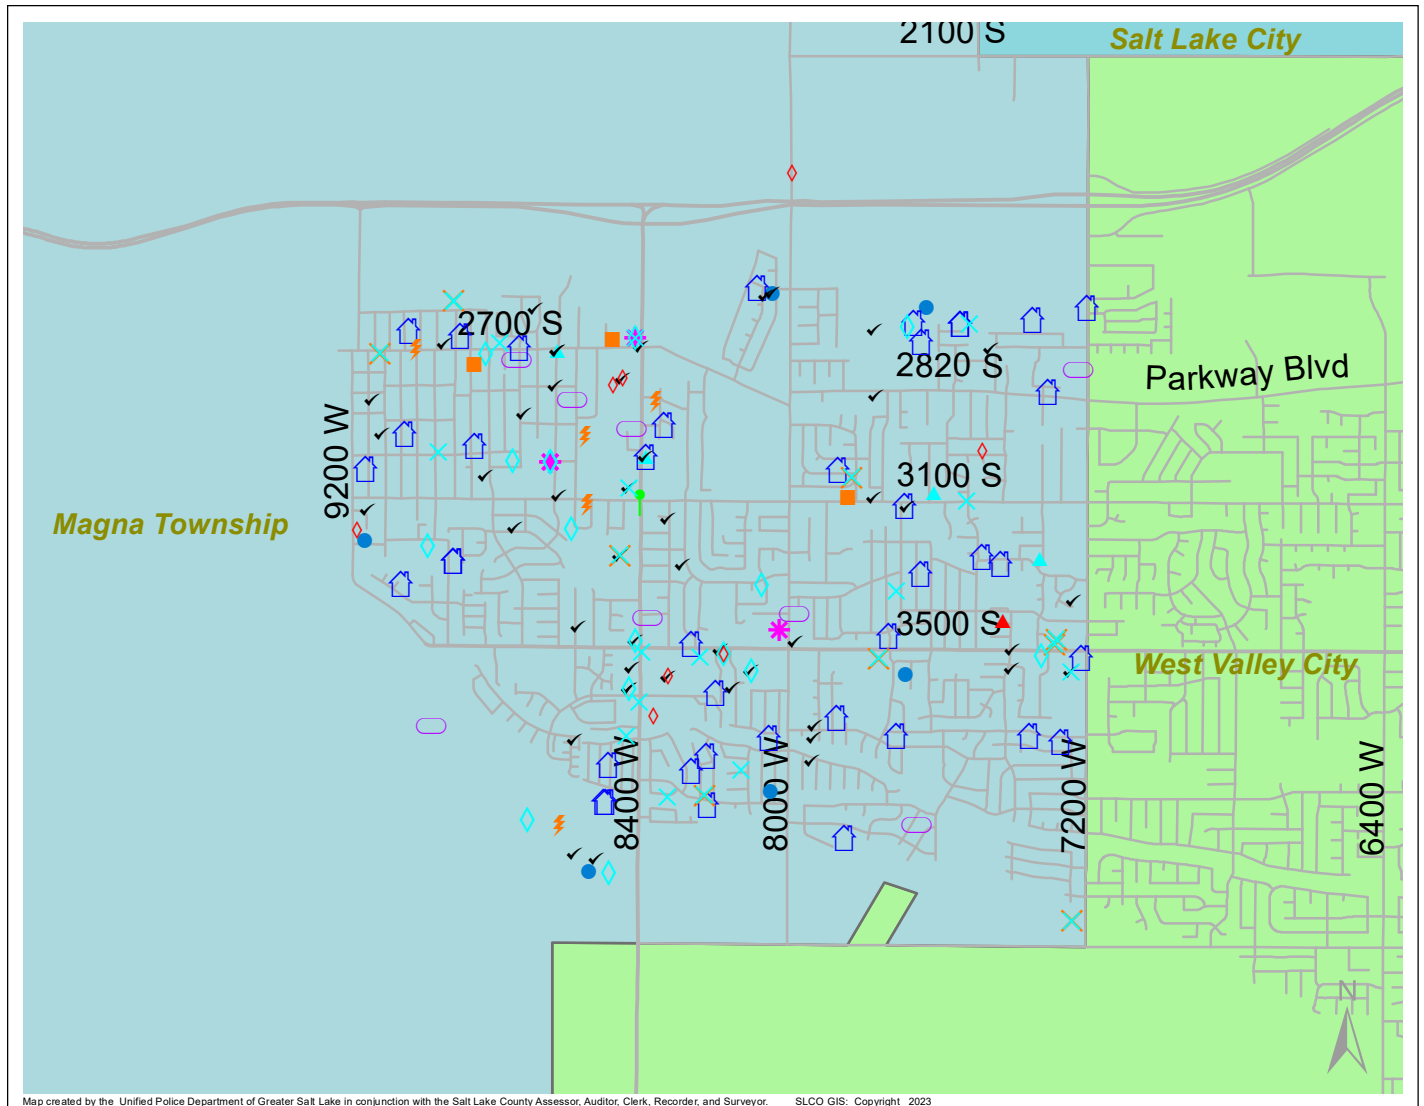 2100 S
Salt Lake City
2700 S
2820 S
Parkway Blvd
9200 W
3100 S
Magna Township
3500 S
West Valley City
8400 W
8000 W
7200 W
6400 W
N
Map created by the Unified Police Department of Greater Salt Lake in conjunction with the Salt Lake County Assessor, Auditor, Clerk, Recorder, and Surveyor. SLCO GIS: Copyright 2023